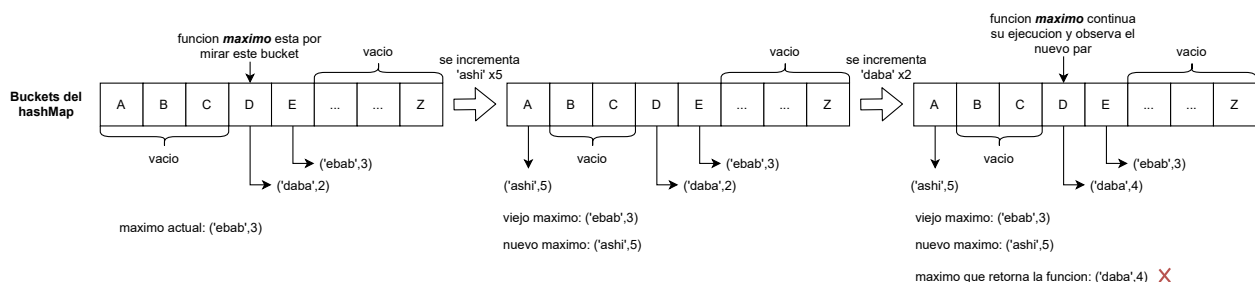 funcion maximo esta por
mirar este bucket
vacio
se incrementa
'ashi' x5
vacio
se incrementa
'daba' x2
funcion maximo continua
su ejecucion y observa el
nuevo par
vacio
Buckets del
hashMap
A B C D E ... ... Z
A B C D E ... ... Z
A B C D E ... ... Z
vacio
('ebab',3)
('daba',2)
maximo actual: ('ebab',3)
vacio
('ebab',3)
('ashi',5)
('daba',2)
viejo maximo: ('ebab',3)
nuevo maximo: ('ashi',5)
vacio
('ebab',3)
('ashi',5)
('daba',4)
viejo maximo: ('ebab',3)
nuevo maximo: ('ashi',5)
maximo que retorna la funcion: ('daba',4)